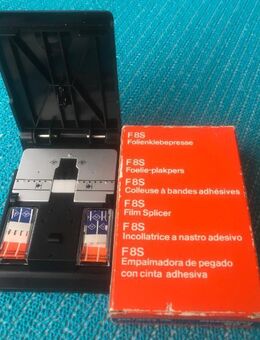 F8S
Folienklebepresse
F8S
Foelie-plakpers
F8S
Colleuse à bandes adhésives
F8S
Film Splicer
F8S
Incollatrice a nastro adesivo
F8S
Empalmadora de pegado
con cinta adhesiva